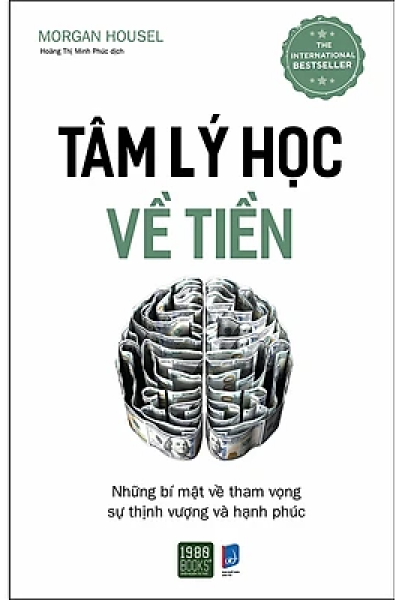 MORGAN HOUSEL
Hoàng Thị Minh Phúc dịch
THE
INTERNATIONAL
BESTSELLER
TÂM LÝ HỌC
VỀ TIỀN
Những bí mật về tham vọng
sự thịnh vượng và hạnh phúc
1980
BOOKS